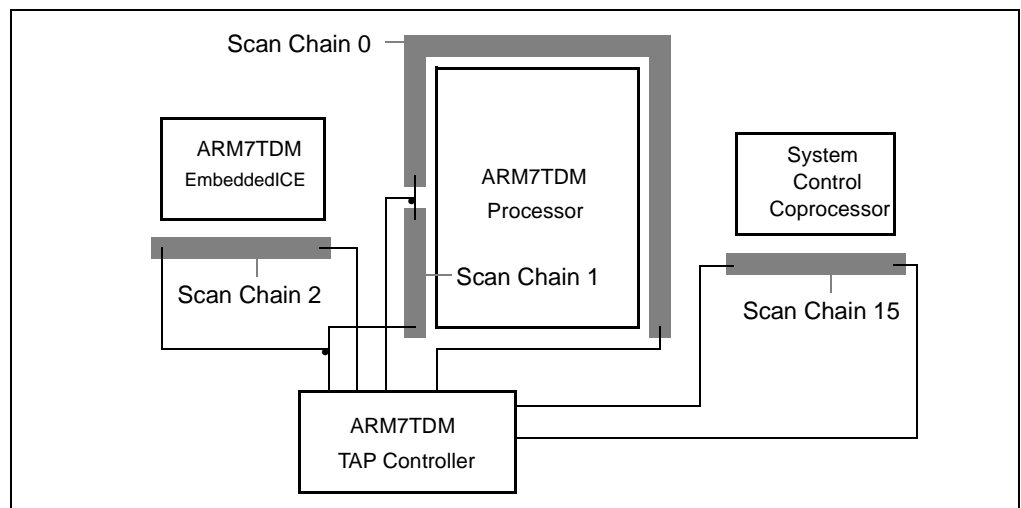 Scan Chain 0
ARM7TDM
EmbeddedICE
ARM7TDM
Processor
System
Control
Coprocessor
Scan Chain 2
Scan Chain 1
Scan Chain 15
ARM7TDM
TAP Controller